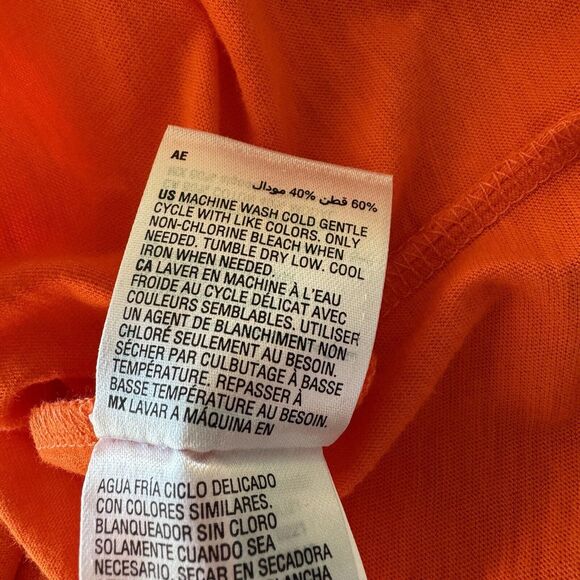 AE
60% قطن 40% مودال
US MACHINE WASH COLD GENTLE
CYCLE WITH LIKE COLORS. ONLY
NON-CHLORINE BLEACH WHEN
NEEDED. TUMBLE DRY LOW. COOL
IRON WHEN NEEDED.
CA LAVER EN MACHINE À L'EAU
FROIDE AU CYCLE DÉLICAT AVEC
COULEURS SEMBLABLES. UTILISER
UN AGENT DE BLANCHIMENT NON
CHLORÉ SEULEMENT AU BESOIN.
SÉCHER PAR CULBUTAGE À BASSE
TEMPÉRATURE. REPASSER À
BASSE TEMPÉRATURE AU BESOIN.
MX LAVAR A MÁQUINA EN
AGUA FRÍA CICLO DELICADO
CON COLORES SIMILARES.
BLANQUEADOR SIN CLORO
SOLAMENTE CUANDO SEA
NECESARIO. SECAR EN SECADORA